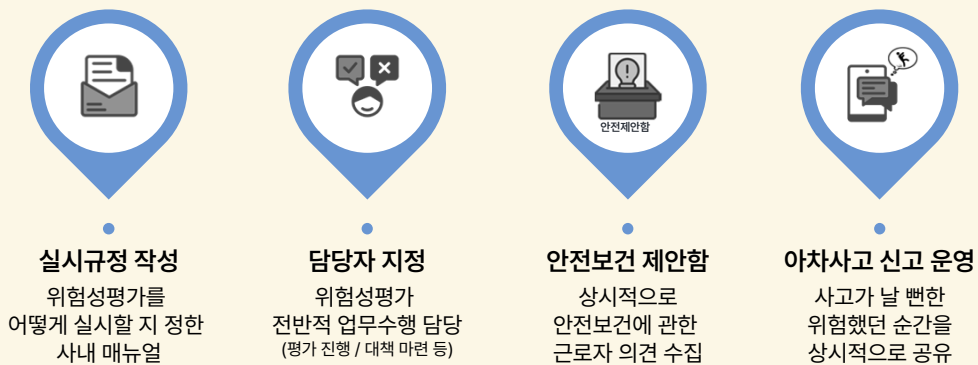 실시규정 작성
위험성평가를
어떻게 실시할 지 정한
사내 매뉴얼
담당자 지정
위험성평가
전반적 업무수행 담당
(평가 진행 / 대책 마련 등)
안전제안함
안전보건 제안함
상시적으로
안전보건에 관한
근로자 의견 수집
아차사고 신고 운영
사고가 날 뻔한
위험했던 순간을
상시적으로 공유